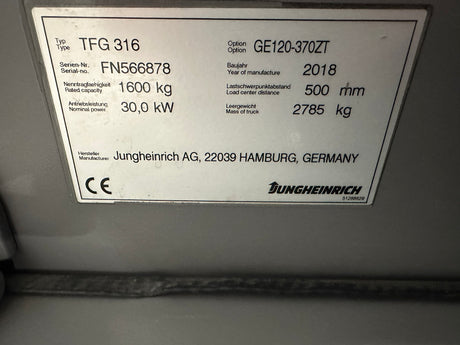 Typ
Type TFG 316 Option
Option GE120-370ZT
Serien-Nr.
Serial-no. FN566878 Baujahr
Year of manufacture 2018
Nenntragfähigkeit
Rated capacity 1600 kg Lastschwerpunktabstand
Load center distance 500 mm
Antriebsleistung
Nominal power 30,0 kW Leergewicht
Mass of truck 2785 kg
Hersteller
Manufacturer Jungheinrich AG, 22039 HAMBURG, GERMANY
CE JUNGHEINRICH